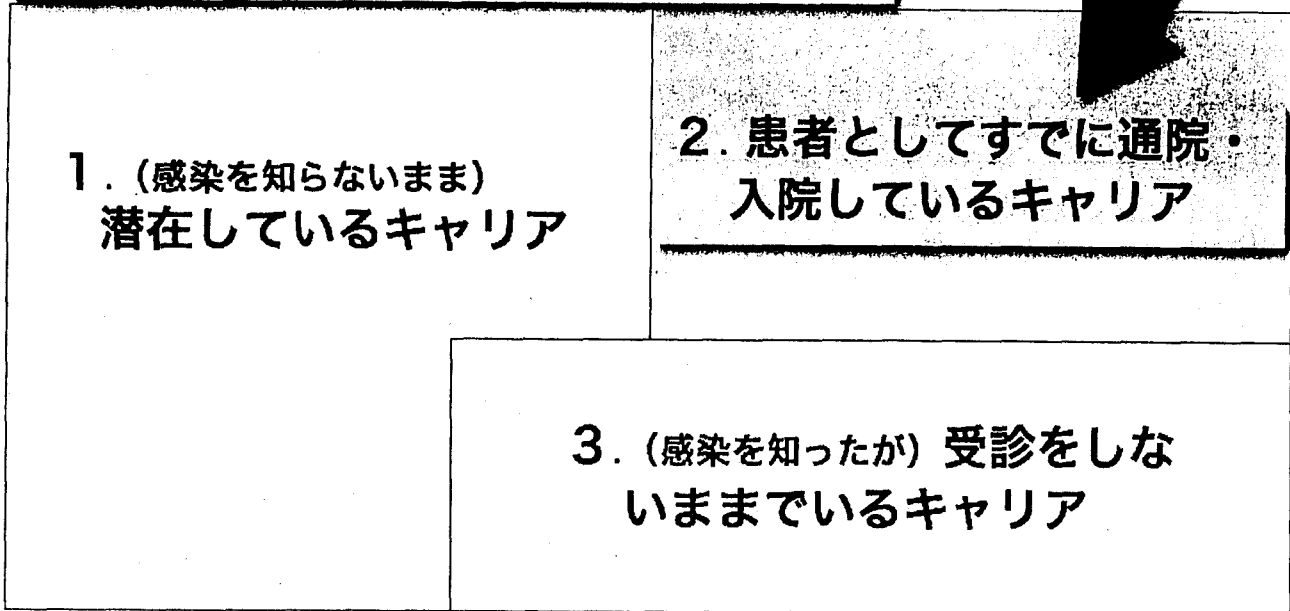 1.(感染を知らないまま)
潜在しているキャリア
2.患者としてすでに通院・
入院しているキャリア
3.(感染を知ったが)受診をしな
いままでいるキャリア